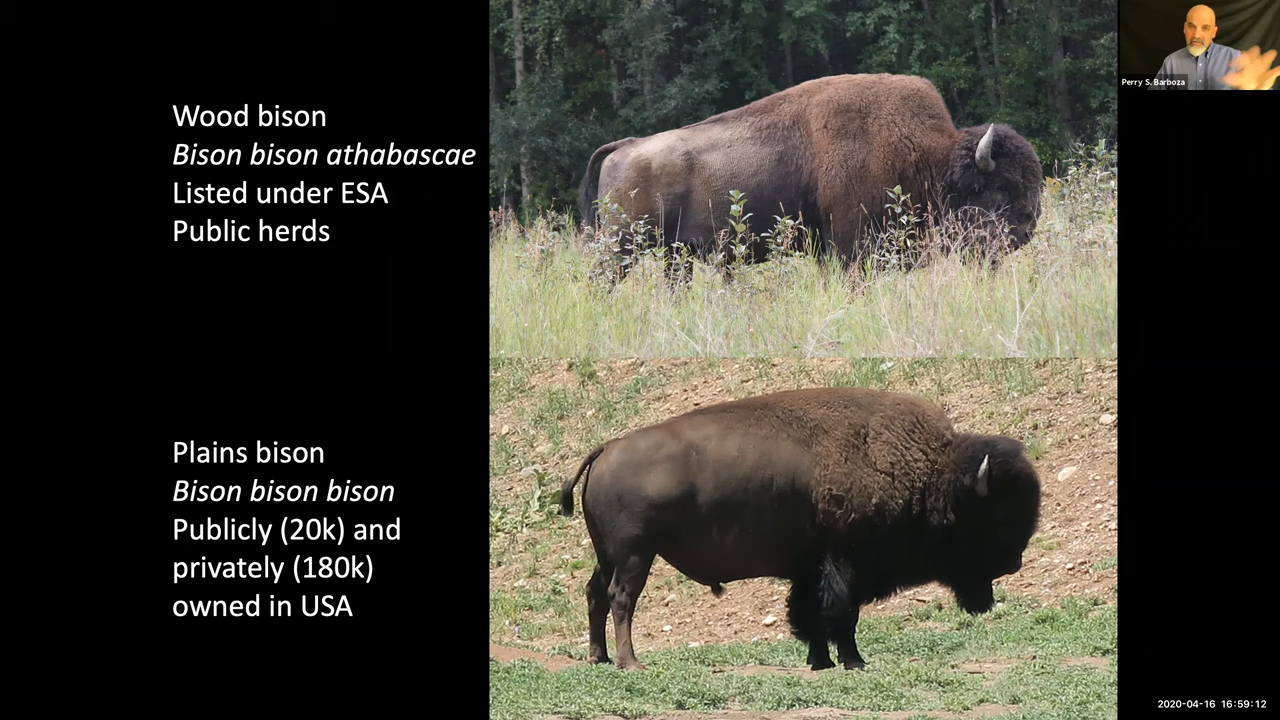 Wood bison
Bison bison athabascae
Listed under ESA
Public herds
Plains bison
Bison bison bison
Publicly (20k) and
privately (180k)
owned in USA
Perry S. Barboza
2020-04-16 16:59:12